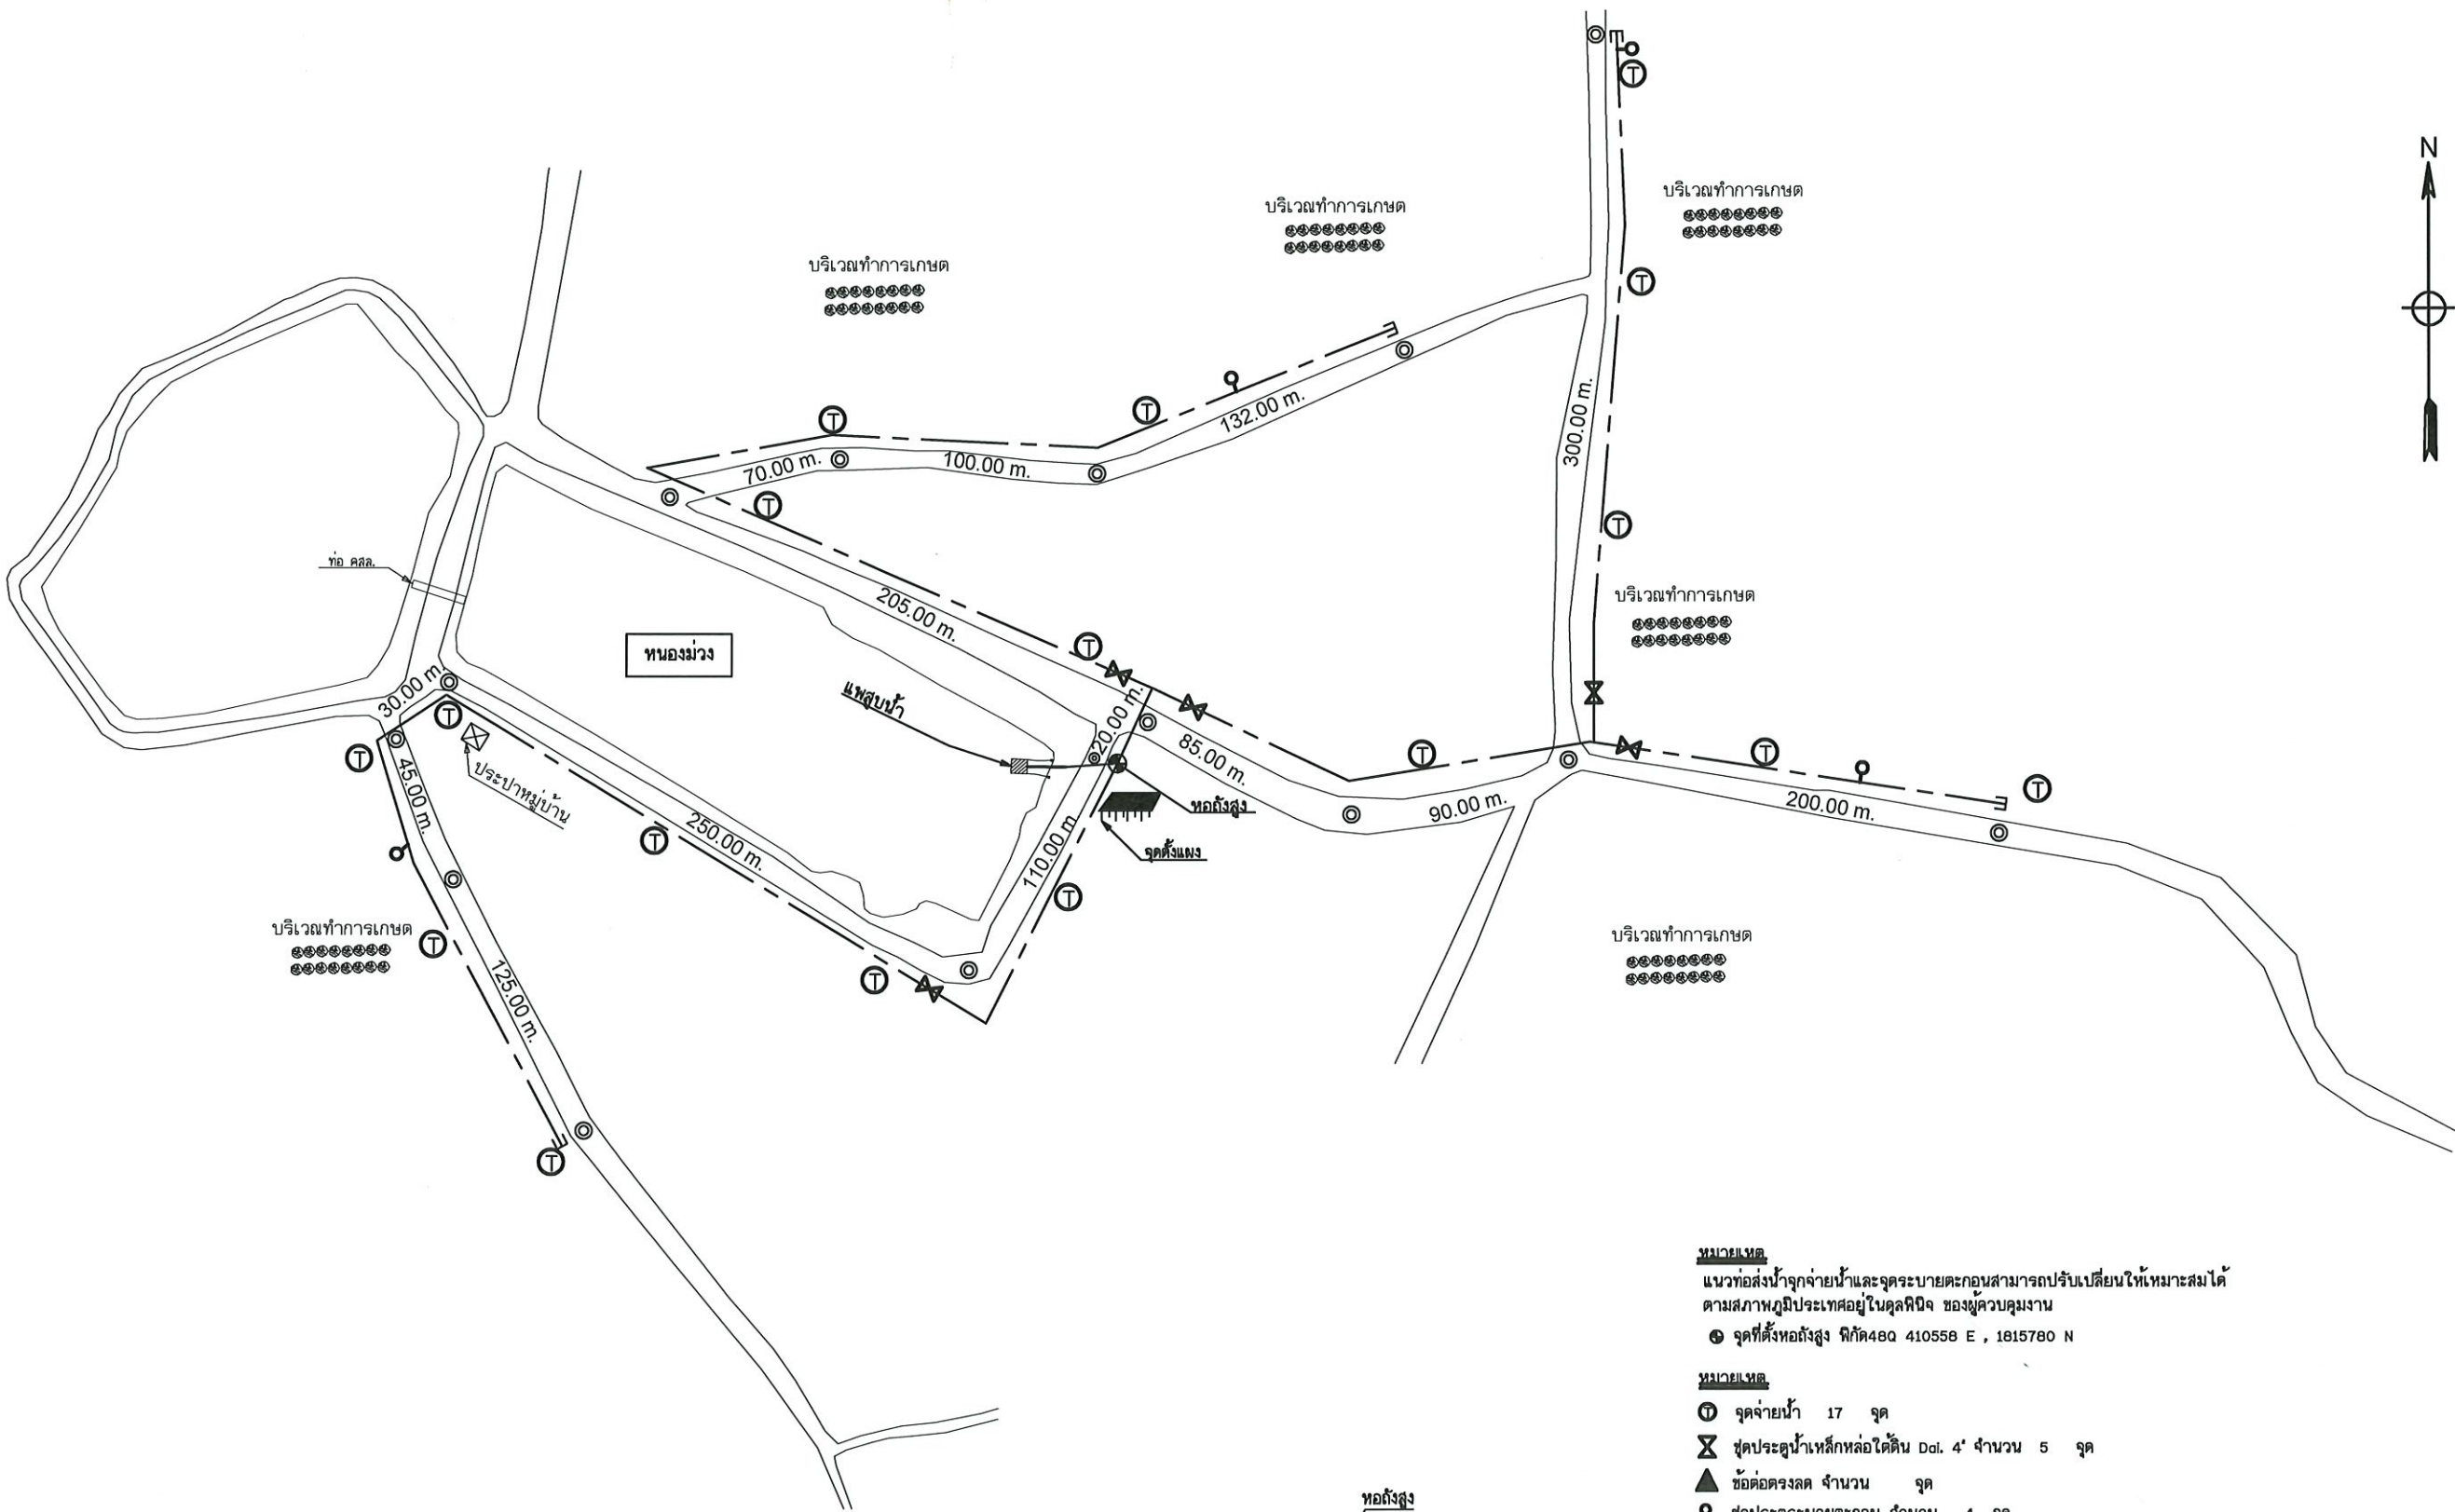 N
บริเวณทำการเกษต
บริเวณทำการเกษต
บริเวณทำการเกษต
300.00 m.
132.00 m.
70.00 m.
100.00 m.
ท่อ คสล.
205.00 m.
บริเวณทำการเกษต
หนองม่วง
แพสูบน้ำ
30.00 m.
20.00 m.
85.00 m.
45.00 m.
ประปาหมู่บ้าน
250.00 m.
หอถังสูง
90.00 m.
200.00 m.
110.00 m.
จุดตั้งแผง
บริเวณทำการเกษต
บริเวณทำการเกษต
125.00 m.
หมายเหตุ
แนวท่อส่งน้ำจุกจ่ายน้ำและจุดระบายตะกอนสามารถปรับเปลี่ยนให้เหมาะสมได้
ตามสภาพภูมิประเทศอยู่ในดุลพินิจ ของผู้ควบคุมงาน
จุดที่ตั้งหอถังสูง พิกัด48Q 410558 E , 1815780 N
หมายเหตุ
T จุดจ่ายน้ำ 17 จุด
ชุดประตูน้ำเหล็กหล่อใต้ดิน Dai. 4" จำนวน 5 จุด
ข้อต่อตรงลด จำนวน จุด
หอถังสูง